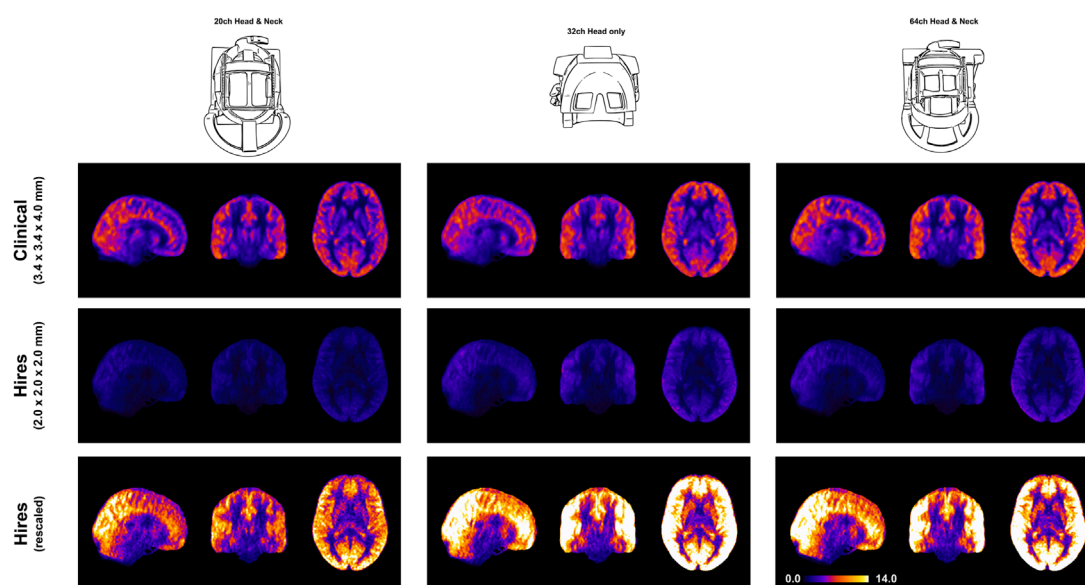 20ch Head & Neck
32ch Head only
64ch Head & Neck
Clinical
(3.4 x 3.4 x 4.0 mm)
Hires
(2.0 x 2.0 x 2.0 mm)
Hires
(rescaled)
0.0 14.0